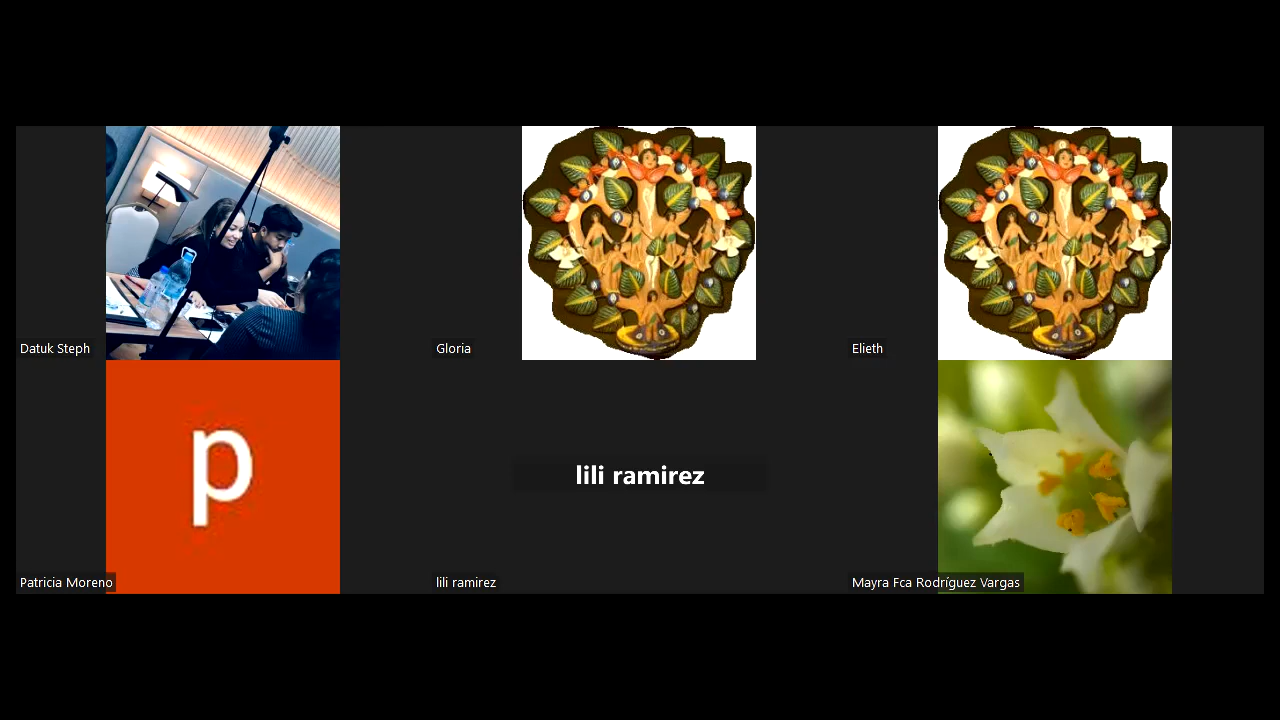 Datuk Steph
Gloria
Elieth
p
lili ramirez
Patricia Moreno
lili ramirez
Mayra Fca Rodríguez Vargas